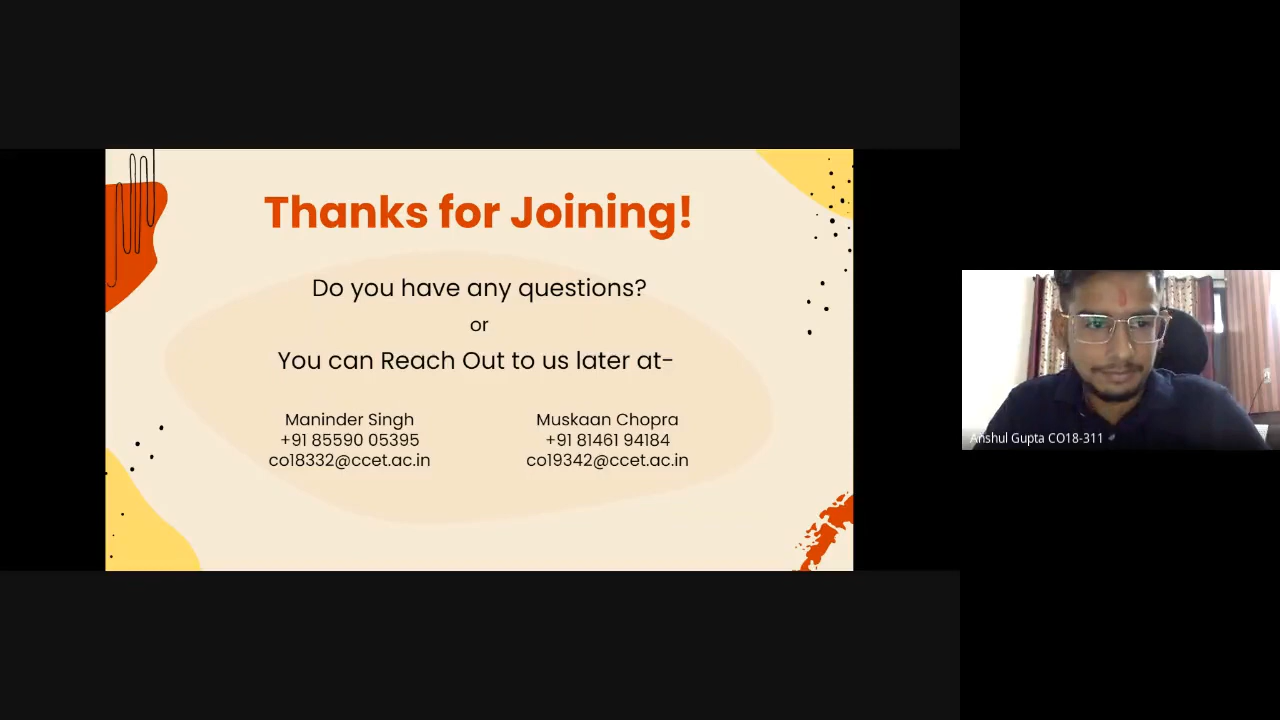 Thanks for Joining!
Do you have any questions?
or
You can Reach Out to us later at-
Maninder Singh
+91 85590 05395
co18332@ccet.ac.in
Muskaan Chopra
+91 81461 94184
co19342@ccet.ac.in
Anshul Gupta CO18-311